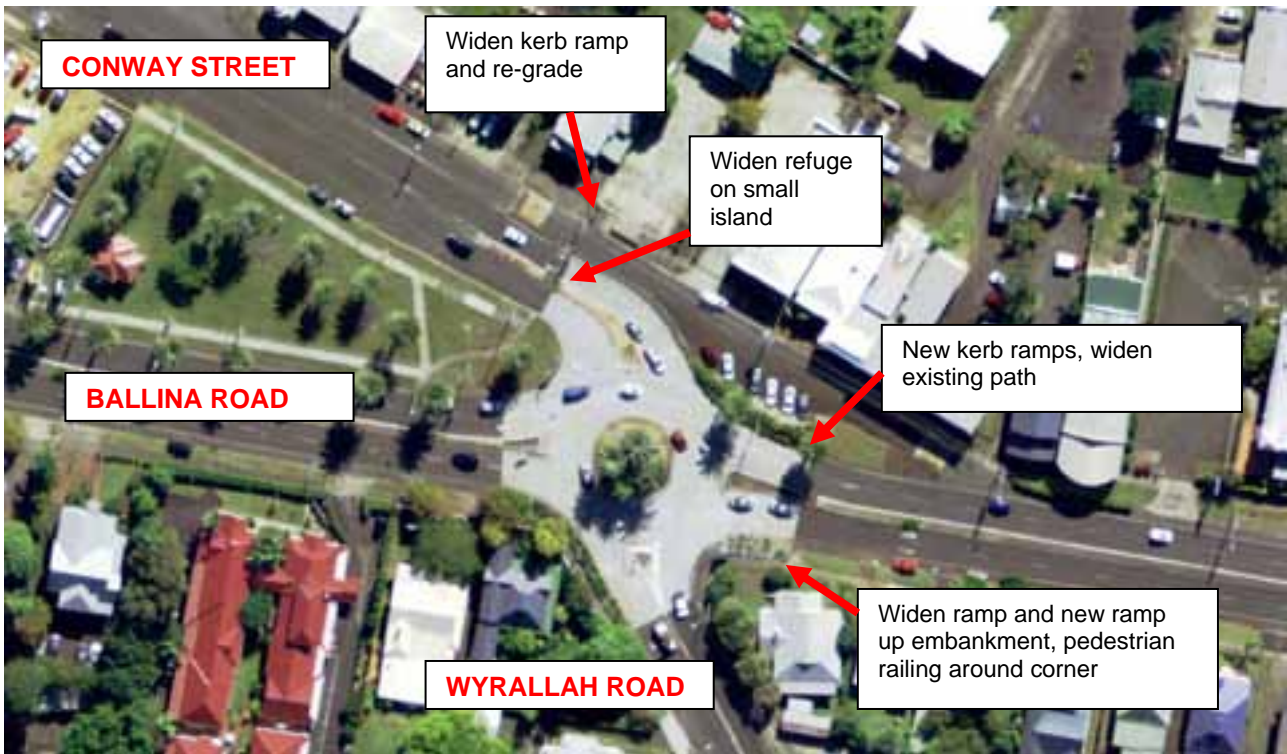 CONWAY STREET
Widen kerb ramp
and re-grade
Widen refuge
on small
island
New kerb ramps, widen
existing path
BALLINA ROAD
Widen ramp and new ramp
up embankment, pedestrian
railing around corner
WYRALLAH ROAD